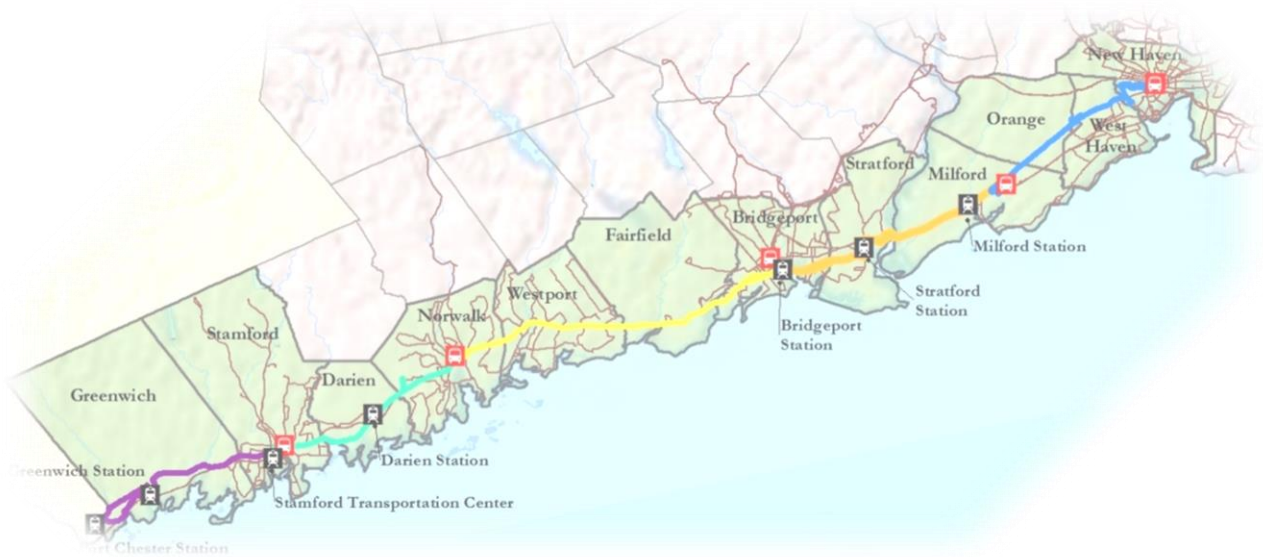 New Haven
Orange
West
Haven
Stratford
Milford
Bridgeport
Fairfield
Milford Station
Westport
Stratford
Station
Norwalk
Bridgeport
Station
Stamford
Darien
Greenwich
Darien Station
Greenwich Station
Stamford Transportation Center
Chester Station